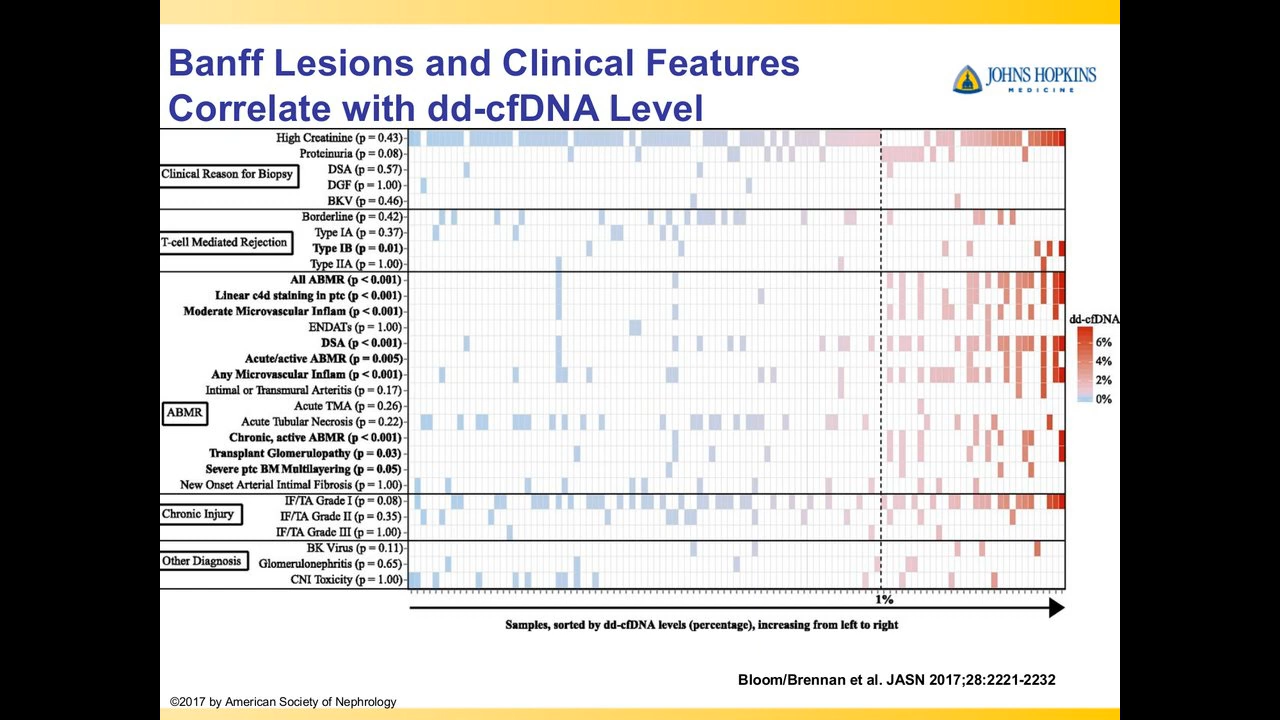 Banff Lesions and Clinical Features
Correlate with dd-cfDNA Level
JOHNS HOPKINS
MEDICINE
High Creatinine (p = 0.43)
Proteinuria (p = 0.08)
Clinical Reason for Biopsy
DSA (p = 0.57)
DGF (p = 1.00)
BKV (p = 0.46)
Borderline (p = 0.42)
Type IA (p = 0.37)
T-cell Mediated Rejection
Type IB (p = 0.01)
Type IIA (p = 1.00)
All ABMR (p < 0.001)
Linear c4d staining in ptc (p < 0.001)
Moderate Microvascular Inflam (p < 0.001)
ENDATs (p = 1.00)
DSA (p < 0.001)
Acute/active ABMR (p = 0.005)
Any Microvascular Inflam (p < 0.001)
Intimal or Transmural Arteritis (p = 0.17)
ABMR
Acute TMA (p = 0.26)
Acute Tubular Necrosis (p = 0.22)
Chronic, active ABMR (p < 0.001)
Transplant Glomerulopathy (p = 0.03)
Severe ptc BM Multilayering (p = 0.05)
New Onset Arterial Intimal Fibrosis (p = 1.00)
IF/TA Grade I (p = 0.08)
Chronic Injury
IF/TA Grade II (p = 0.35)
IF/TA Grade III (p = 1.00)
BK Virus (p = 0.11)
Other Diagnosis
Glomerulonephritis (p = 0.65)
CNI Toxicity (p = 1.00)
dd-cfDNA
6%
4%
2%
0%
1%
Samples, sorted by dd-cfDNA levels (percentage), increasing from left to right
Bloom/Brennan et al. JASN 2017;28:2221-2232
©2017 by American Society of Nephrology